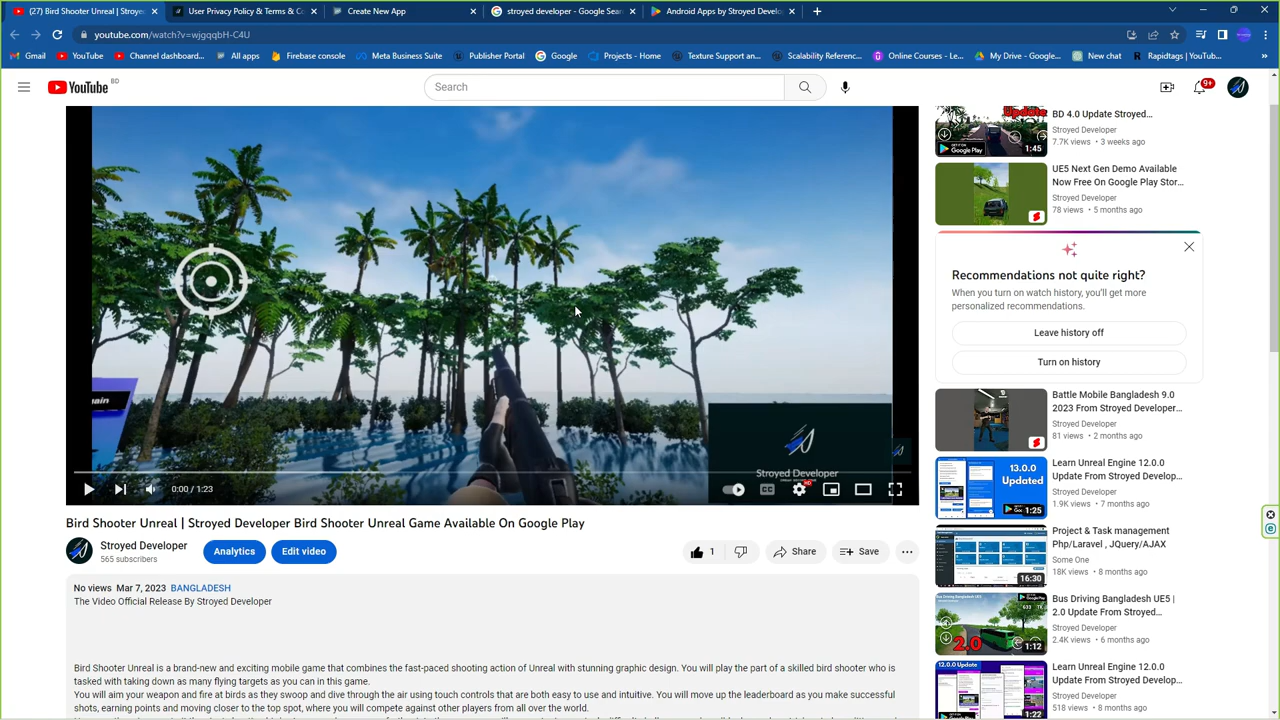 (27) Bird Shooter Unreal | Stroye
User Privacy Policy & Terms & Co
Create New App
stroyed developer - Google Sear
Android Apps by Stroyed Develo
youtube.com/watch?v=wjgqqbH-C4U
Gmail
YouTube
Channel dashboard...
All apps
Firebase console
Meta Business Suite
Publisher Portal
Google
Projects - Home
Texture Support an...
Scalability Referenc...
Online Courses - Le...
My Drive - Google...
New chat
Rapidtags | YouTub...
YouTube BD
Search
9+
Stroyed Developer
0:00 / 1:23
HD
Bird Shooter Unreal | Stroyed Developer Bird Shooter Unreal Game Available On Google Play
Stroyed Developer
565 subscribers
Analytics
Edit video
1
Share
Save
No views Mar 7, 2023 BANGLADESH
The Video Official Release By Stroyed Developer
Bird Shooter Unreal is a brand-new and exciting mobile game that combines the fast-paced shooting action of Unreal with stunning graphic design. You will play the part of a skilled bird shooter who is
tasked with taking down as many flying targets as you can in this game.
You will aim your weapon and fire at birds as they fly through the air using touch controls that are both easy to use and intuitive. You will move up the leaderboard as you make successful
shots, earning points and moving closer to the top, where you will compete against other players from all over the world.
Update
GET IT ON
Google Play
1:45
BD 4.0 Update Stroyed...
Stroyed Developer
7.7K views • 3 weeks ago
UE5 Next Gen Demo Available
Now Free On Google Play Stor...
Stroyed Developer
78 views • 5 months ago
Recommendations not quite right?
When you turn on watch history, you'll get more
personalized recommendations.
Leave history off
Turn on history
Battle Mobile Bangladesh 9.0
2023 From Stroyed Developer...
Stroyed Developer
81 views • 2 months ago
13.0.0
Updated
1:25
Learn Unreal Engine 12.0.0
Update From Stroyed Develop...
Stroyed Developer
1.9K views • 7 months ago
16:30
Project & Task management
Php/Laravel , JQuery/AJAX
Some One
18K views • 8 months ago
Google Play
2.0
1:12
Bus Driving Bangladesh UE5 |
2.0 Update From Stroyed...
Stroyed Developer
2.4K views • 6 months ago
12.0.0 Update
1:22
Learn Unreal Engine 12.0.0
Update From Stroyed Develop...
Stroyed Developer
518 views • 8 months ago